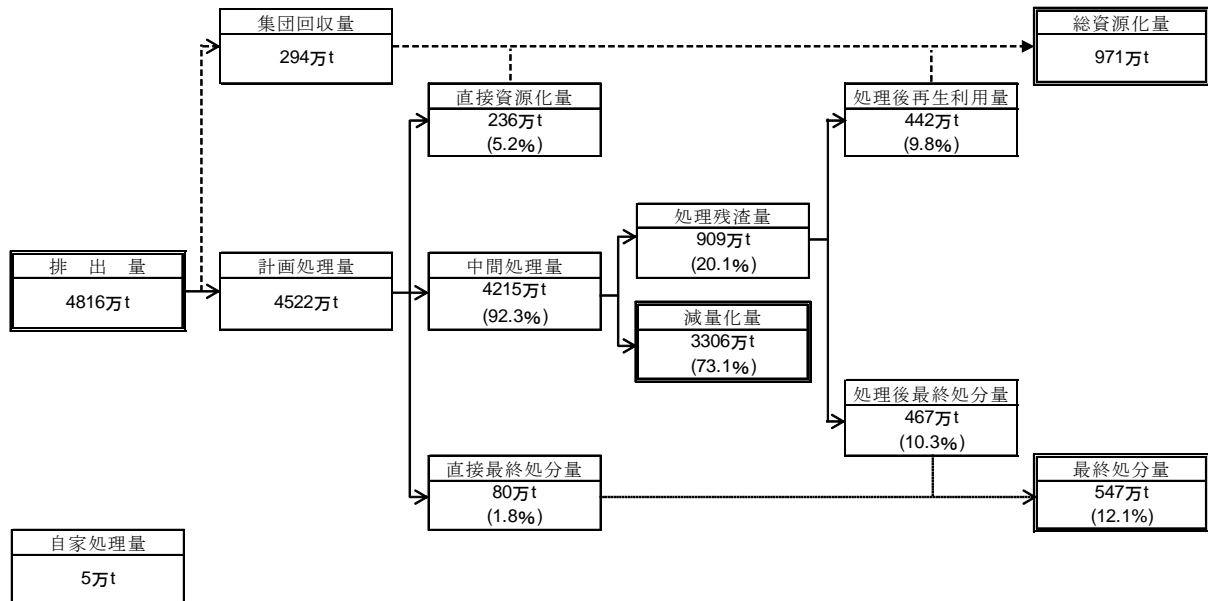 集団回収量
294万t
総資源化量
971万t
直接資源化量
236万t
(5.2%)
処理後再生利用量
442万t
(9.8%)
処理残渣量
909万t
(20.1%)
排 出 量
4816万t
計画処理量
4522万t
中間処理量
4215万t
(92.3%)
減量化量
3306万t
(73.1%)
処理後最終処分量
467万t
(10.3%)
直接最終処分量
80万t
(1.8%)
最終処分量
547万t
(12.1%)
自家処理量
5万t